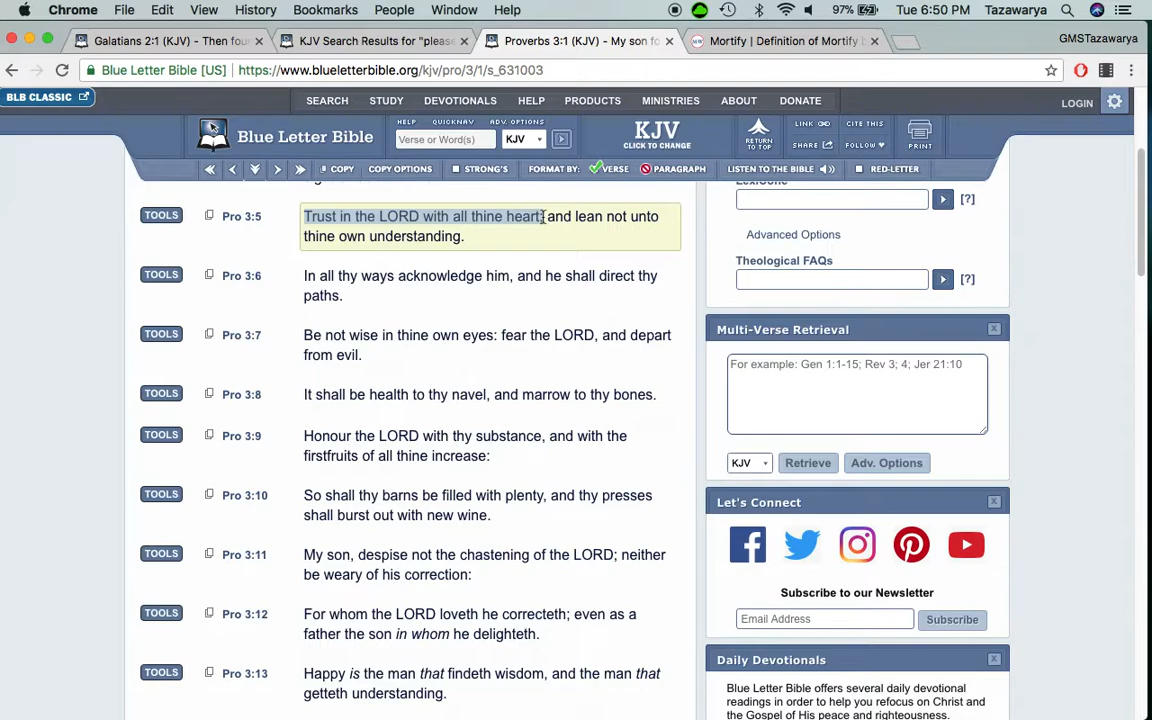 Chrome File Edit View History Bookmarks People Window Help 97% Tue 6:50 PM Tazawarya
Galatians 2:1 (KJV) - Then four × KJV Search Results for "please × Proverbs 3:1 (KJV) - My son fo × Mortify | Definition of Mortify b × GMSTazawarya
Blue Letter Bible [US] https://www.blueletterbible.org/kjv/pro/3/1/s_631003
BLB CLASSIC
SEARCH STUDY DEVOTIONALS HELP PRODUCTS MINISTRIES ABOUT DONATE LOGIN
Blue Letter Bible
HELP QUICKNAV ADV. OPTIONS
Verse or Word(s) KJV
KJV
CLICK TO CHANGE
RETURN
TO TOP
LINK CITE THIS
SHARE FOLLOW
PRINT
COPY COPY OPTIONS STRONG'S FORMAT BY: VERSE PARAGRAPH LISTEN TO THE BIBLE RED-LETTER
TOOLS Pro 3:5 Trust in the LORD with all thine heart; and lean not unto
thine own understanding.
TOOLS Pro 3:6 In all thy ways acknowledge him, and he shall direct thy
paths.
TOOLS Pro 3:7 Be not wise in thine own eyes: fear the LORD, and depart
from evil.
TOOLS Pro 3:8 It shall be health to thy navel, and marrow to thy bones.
TOOLS Pro 3:9 Honour the LORD with thy substance, and with the
firstfruits of all thine increase:
TOOLS Pro 3:10 So shall thy barns be filled with plenty, and thy presses
shall burst out with new wine.
TOOLS Pro 3:11 My son, despise not the chastening of the LORD; neither
be weary of his correction:
TOOLS Pro 3:12 For whom the LORD loveth he correcteth; even as a
father the son in whom he delighteth.
TOOLS Pro 3:13 Happy is the man that findeth wisdom, and the man that
getteth understanding.
[?]
Advanced Options
Theological FAQs
[?]
Multi-Verse Retrieval x
For example: Gen 1:1-15; Rev 3; 4; Jer 21:10
KJV Retrieve Adv. Options
Let's Connect x
Subscribe to our Newsletter
Email Address Subscribe
Daily Devotionals x
Blue Letter Bible offers several daily devotional
readings in order to help you refocus on Christ and
the Gospel of His peace and righteousness.